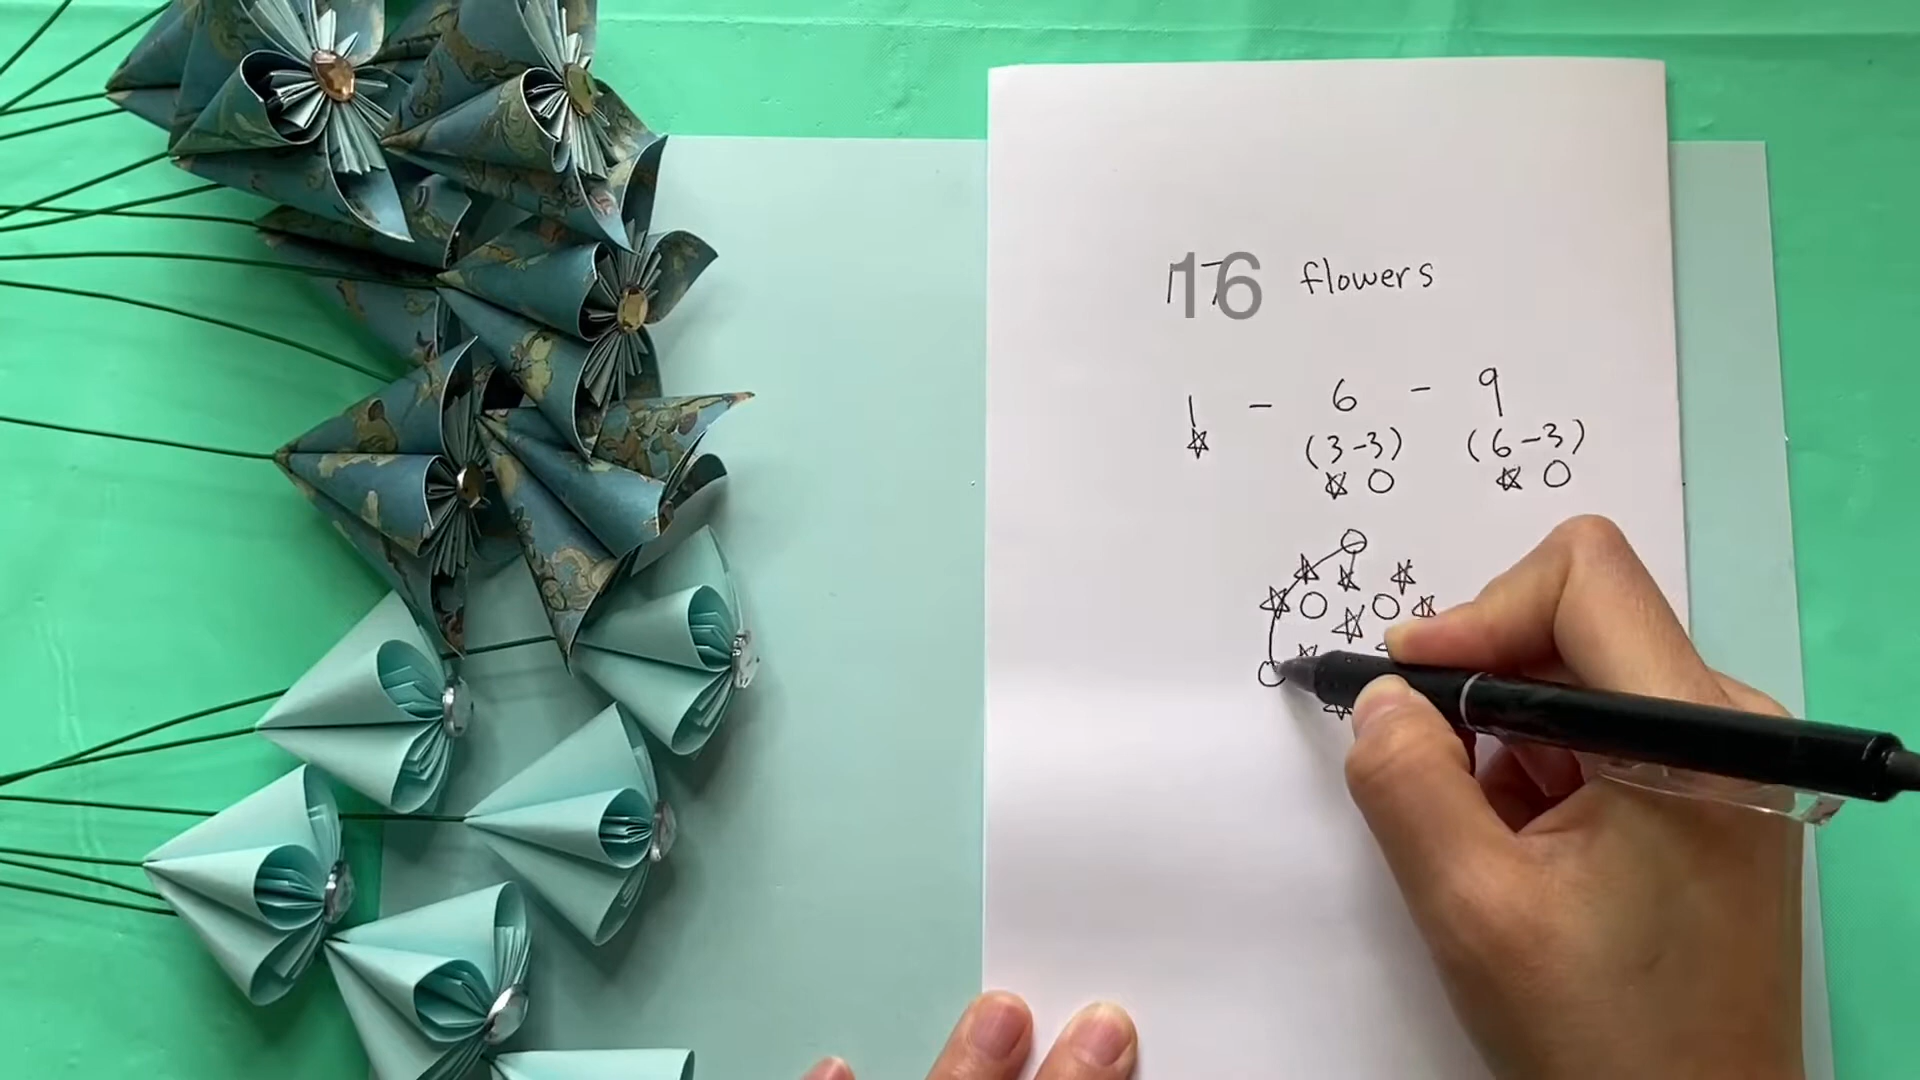 16 flowers
1 - 6 - 9
(3-3) (6-3)